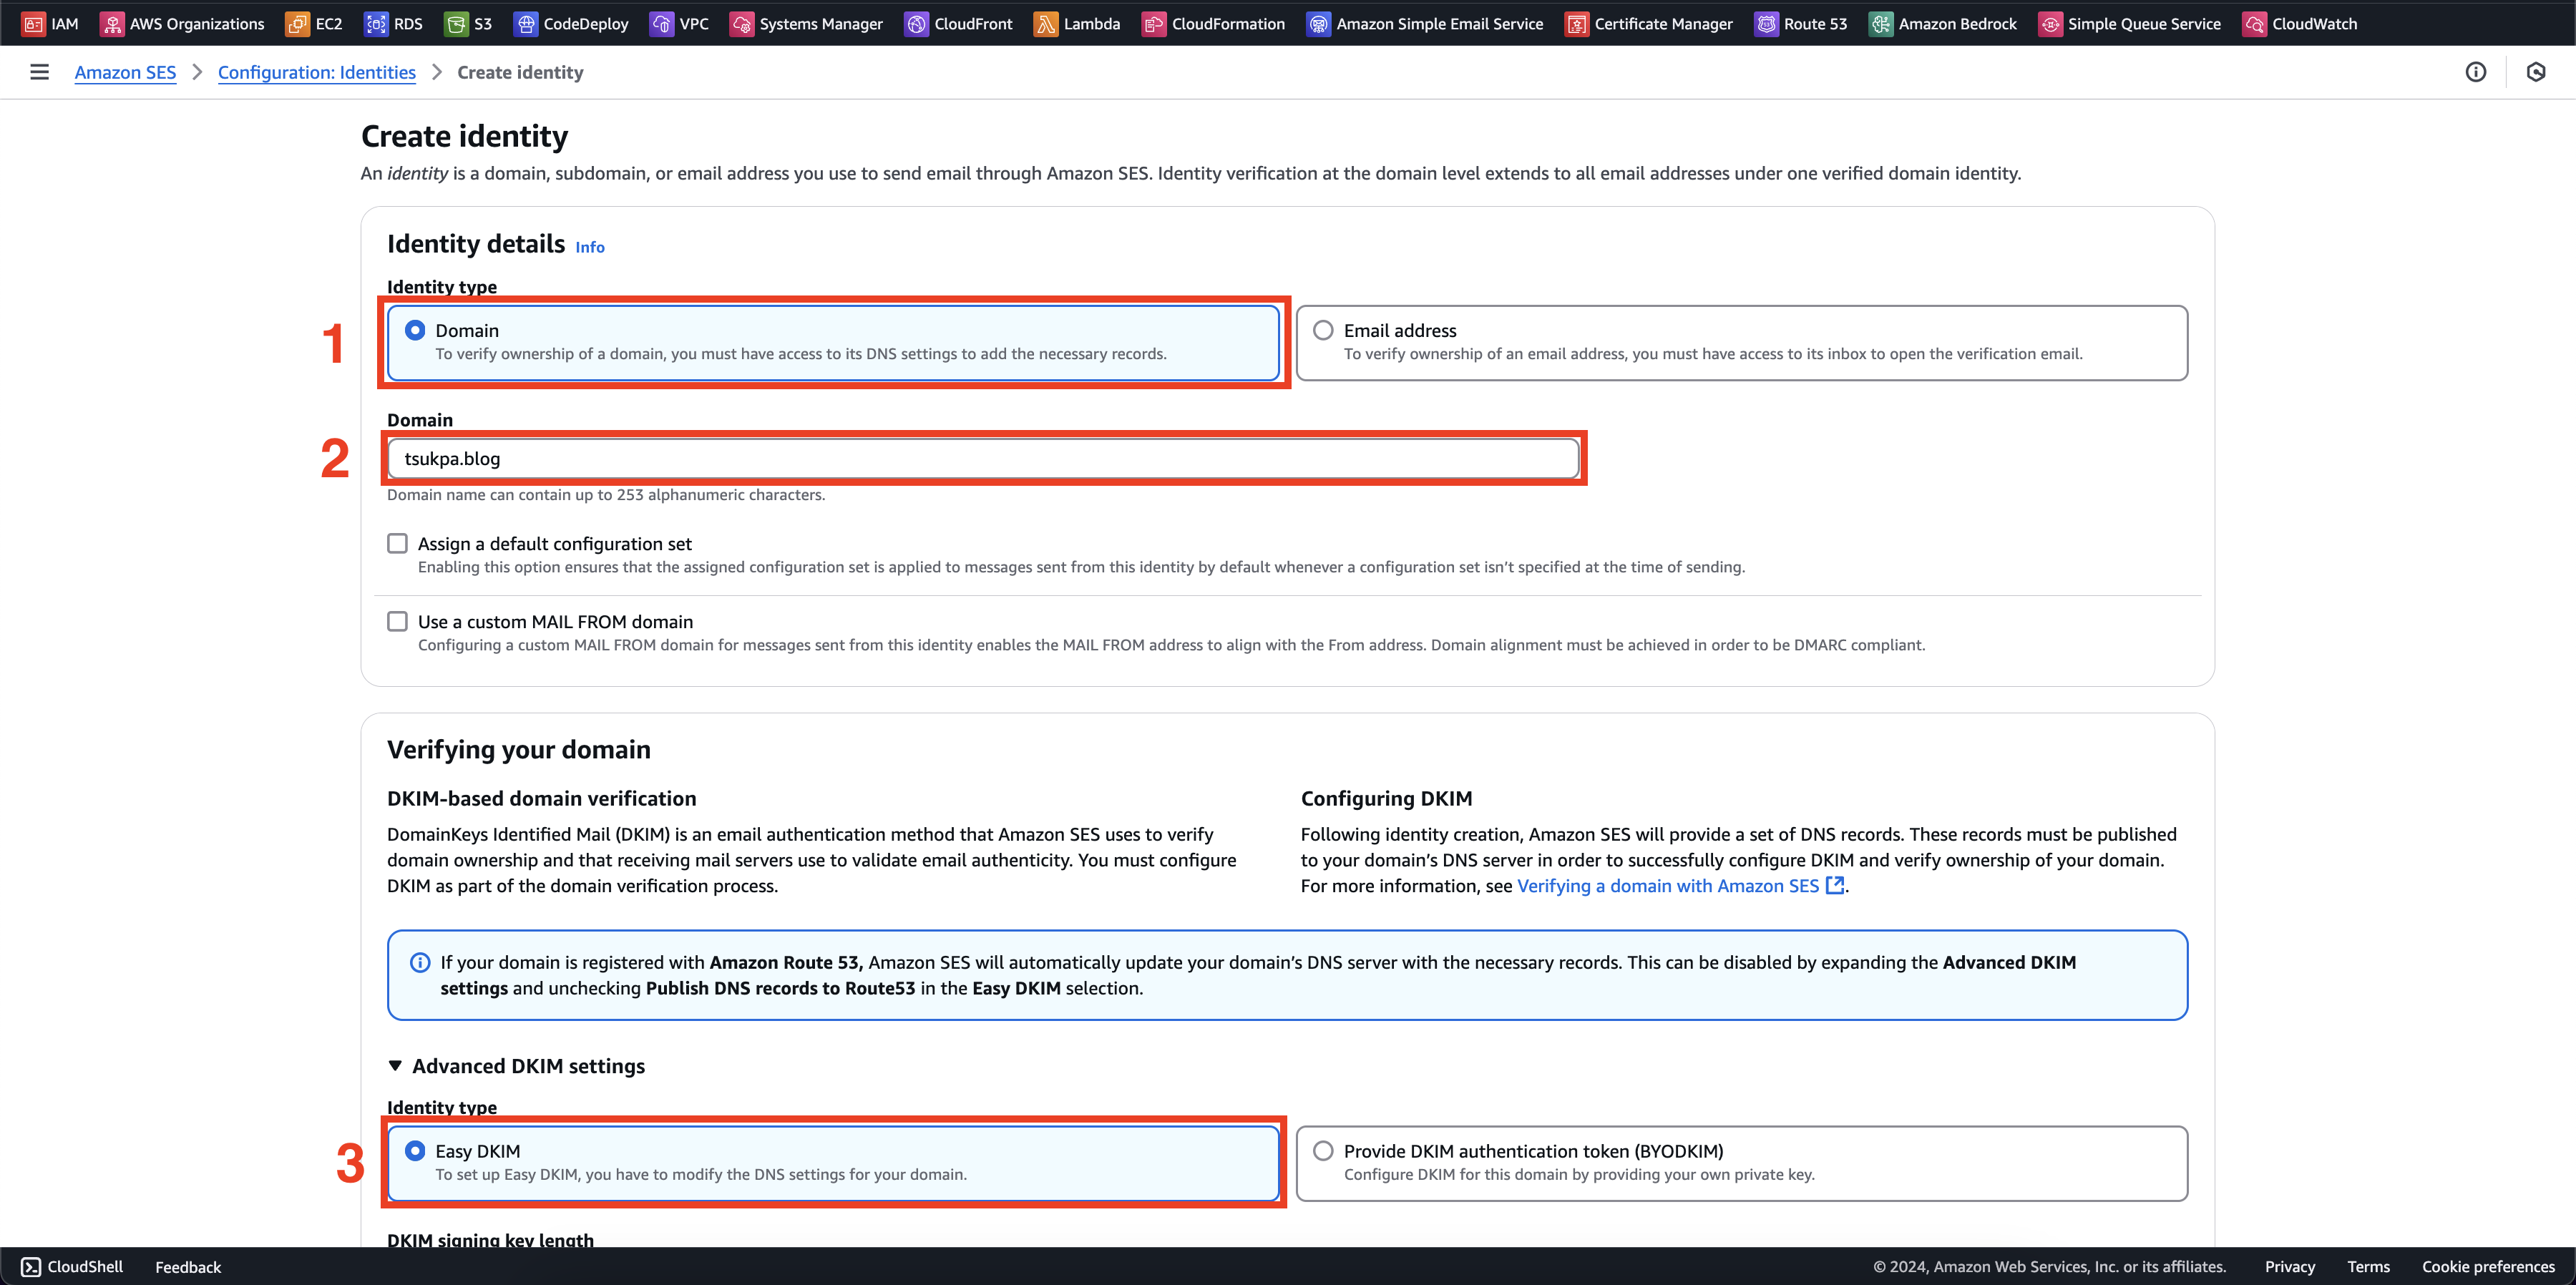 IAM AWS Organizations EC2 RDS S3 CodeDeploy VPC Systems Manager CloudFront Lambda CloudFormation Amazon Simple Email Service Certificate Manager Route 53 Amazon Bedrock Simple Queue Service CloudWatch
Amazon SES Configuration: Identities Create identity
Create identity
An identity is a domain, subdomain, or email address you use to send email through Amazon SES. Identity verification at the domain level extends to all email addresses under one verified domain identity.
Identity details Info
Identity type
1
Domain
To verify ownership of a domain, you must have access to its DNS settings to add the necessary records.
Email address
To verify ownership of an email address, you must have access to its inbox to open the verification email.
Domain
2
tsukpa.blog
Domain name can contain up to 253 alphanumeric characters.
Assign a default configuration set
Enabling this option ensures that the assigned configuration set is applied to messages sent from this identity by default whenever a configuration set isn't specified at the time of sending.
Use a custom MAIL FROM domain
Configuring a custom MAIL FROM domain for messages sent from this identity enables the MAIL FROM address to align with the From address. Domain alignment must be achieved in order to be DMARC compliant.
Verifying your domain
DKIM-based domain verification
DomainKeys Identified Mail (DKIM) is an email authentication method that Amazon SES uses to verify
domain ownership and that receiving mail servers use to validate email authenticity. You must configure
DKIM as part of the domain verification process.
Configuring DKIM
Following identity creation, Amazon SES will provide a set of DNS records. These records must be published
to your domain's DNS server in order to successfully configure DKIM and verify ownership of your domain.
For more information, see Verifying a domain with Amazon SES.
If your domain is registered with Amazon Route 53, Amazon SES will automatically update your domain's DNS server with the necessary records. This can be disabled by expanding the Advanced DKIM
settings and unchecking Publish DNS records to Route53 in the Easy DKIM selection.
Advanced DKIM settings
Identity type
3
Easy DKIM
To set up Easy DKIM, you have to modify the DNS settings for your domain.
Provide DKIM authentication token (BYODKIM)
Configure DKIM for this domain by providing your own private key.
DKIM signing key length
CloudShell Feedback © 2024, Amazon Web Services, Inc. or its affiliates. Privacy Terms Cookie preferences